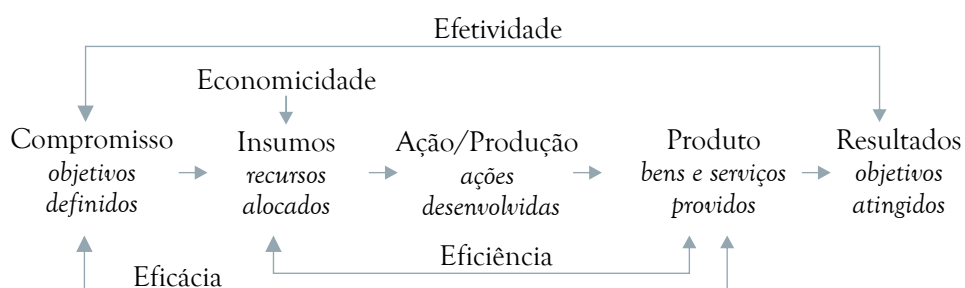 Efetividade
Economicidade
Compromisso
objetivos
definidos
Insumos
recursos
alocados
Ação/Produção
ações
desenvolvidas
Produto
bens e serviços
providos
Resultados
objetivos
atingidos
Eficiência
Eficácia